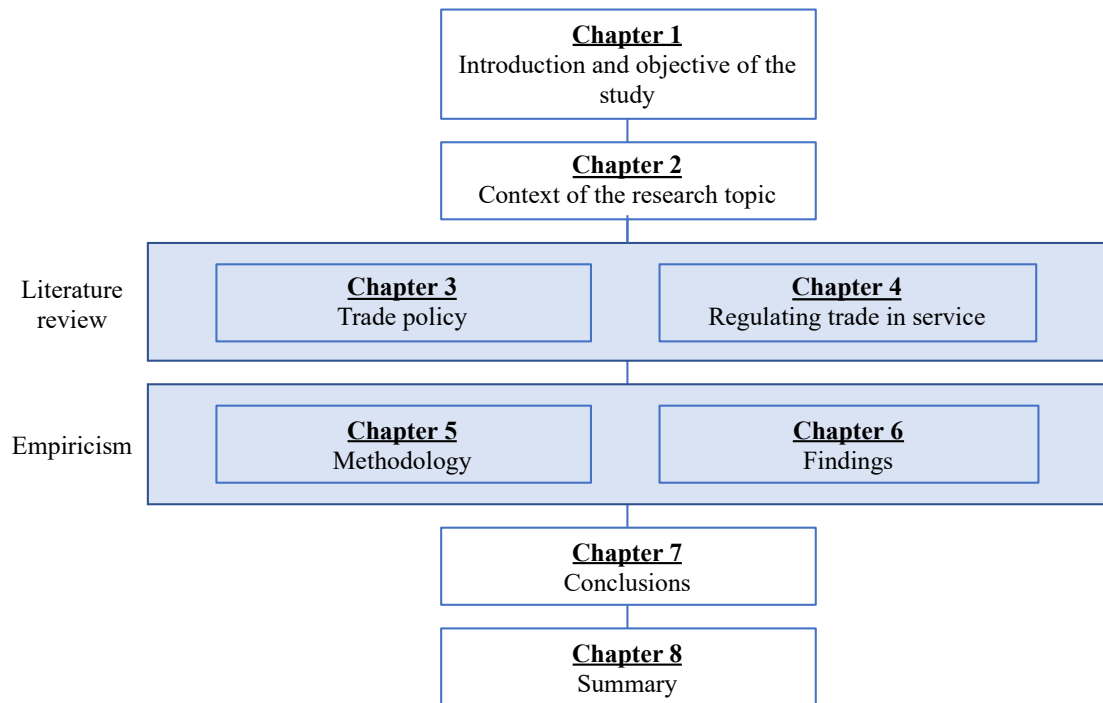 Chapter 1
Introduction and objective of the
study
Chapter 2
Context of the research topic
Literature
review
Chapter 3
Trade policy
Chapter 4
Regulating trade in service
Empiricism
Chapter 5
Methodology
Chapter 6
Findings
Chapter 7
Conclusions
Chapter 8
Summary